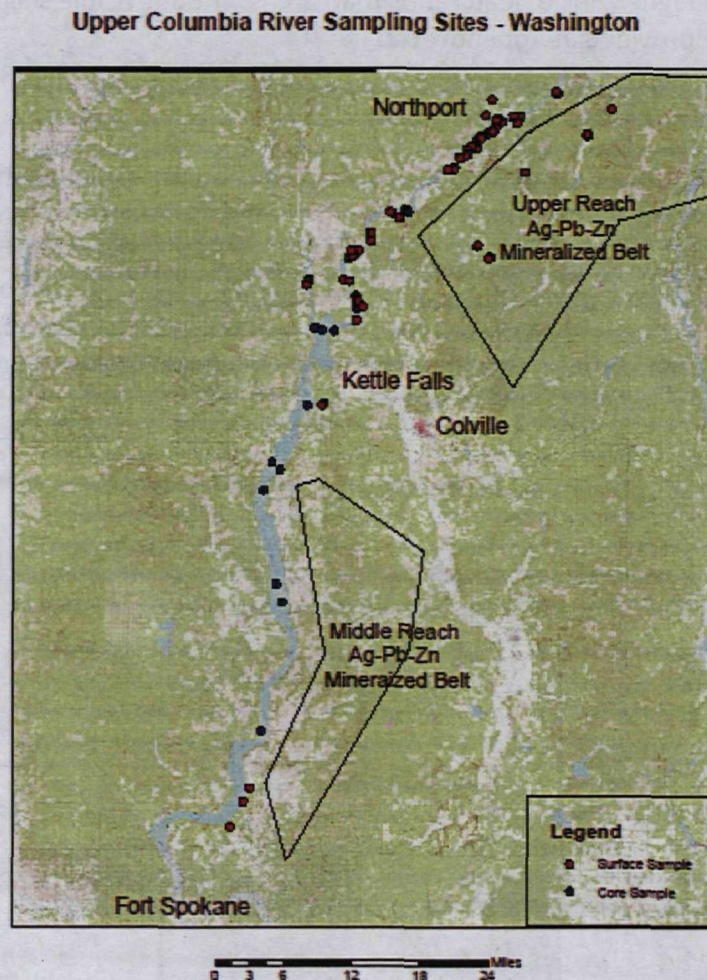 Upper Columbia River Sampling Sites - Washington
Northport
Upper Reach
Ag-Pb-Zn
Mineralized Belt
Kettle Falls
Colville
Middle Reach
Ag-Pb-Zn
Mineraized Belt
Legend
Surface Sample
Core Sample
Fort Spokane
Miles
0 3 6 12 18 24